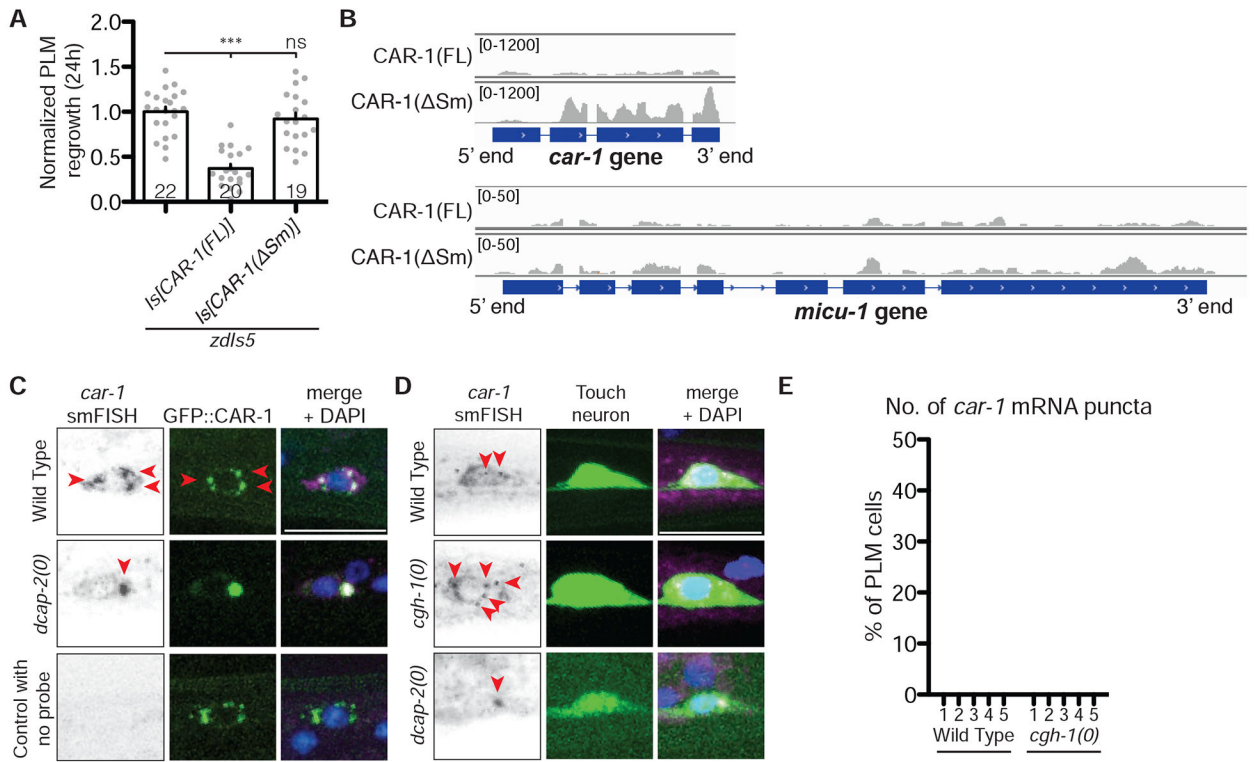 A
Normalized PLM
regrowth (24h)
2.0
1.5
1.0
0.5
0.0
***
ns
22
20
19
Is[CAR-1(FL)]
Is[CAR-1(ΔSm)]
zdIs5
B
CAR-1(FL)
[0-1200]
CAR-1(ΔSm)
[0-1200]
5' end
car-1 gene
3' end
CAR-1(FL)
[0-50]
CAR-1(ΔSm)
[0-50]
5' end
micu-1 gene
3' end
C
car-1
smFISH
GFP::CAR-1
merge
+ DAPI
Wild Type
dcap-2(0)
Control with
no probe
D
car-1
smFISH
Touch
neuron
merge
+ DAPI
Wild Type
cgh-1(0)
dcap-2(0)
E
No. of car-1 mRNA puncta
% of PLM cells
50
40
30
20
10
0
1 2 3 4 5
1 2 3 4 5
Wild Type
cgh-1(0)